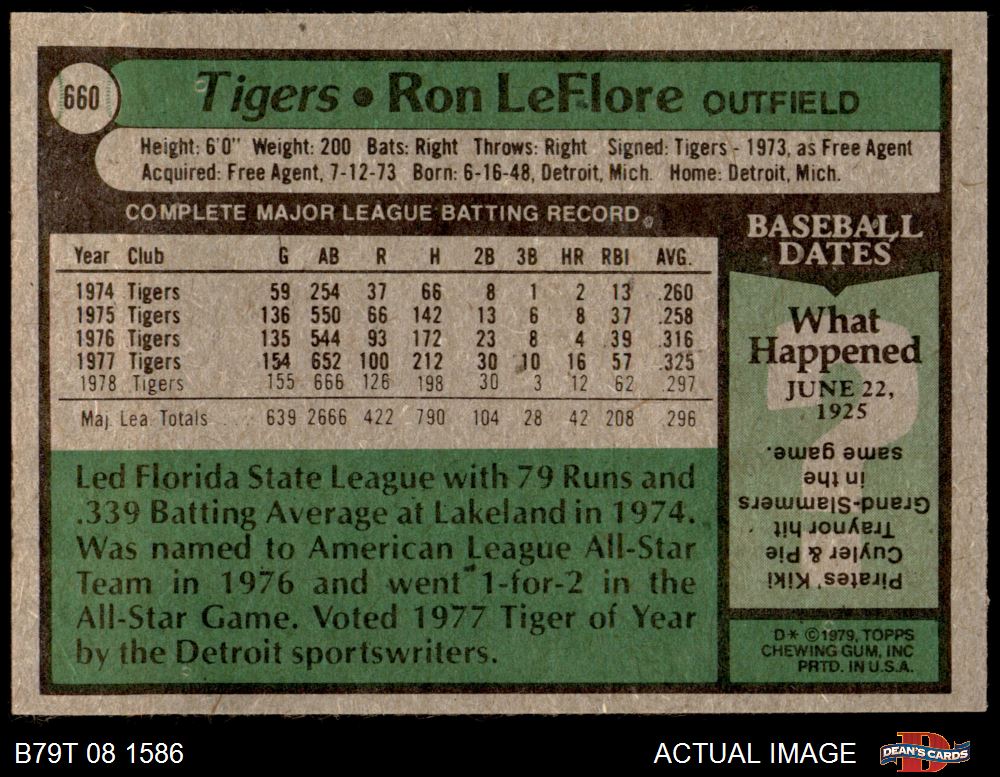 660
Tigers • Ron LeFlore OUTFIELD
Height: 6'0" Weight: 200 Bats: Right Throws: Right Signed: Tigers - 1973, as Free Agent
Acquired: Free Agent, 7-12-73 Born: 6-16-48, Detroit, Mich. Home: Detroit, Mich.
COMPLETE MAJOR LEAGUE BATTING RECORD.
Year Club G AB R H 2B 3B HR RBI AVG.
1974 Tigers 59 254 37 66 8 1 2 13 .260
1975 Tigers 136 550 66 142 13 6 8 37 .258
1976 Tigers 135 544 93 172 23 8 4 39 .316
1977 Tigers 154 652 100 212 30 10 16 57 .325
1978 Tigers 155 666 126 198 30 3 12 62 .297
Maj. Lea. Totals 639 2666 422 790 104 28 42 208 .296
Led Florida State League with 79 Runs and
.339 Batting Average at Lakeland in 1974.
Was named to American League All-Star
Team in 1976 and went 1-for-2 in the
All-Star Game. Voted 1977 Tiger of Year
by the Detroit sportswriters.
BASEBALL
DATES
What
Happened
JUNE 22,
1925
Pirates' Kiki
Cuyler & Pie
Traynor hit
Grand-Slammers
in the
same game.
D* ©1979, TOPPS
CHEWING GUM, INC
PRTD. IN U.S.A.
B79T 08 1586
ACTUAL IMAGE
DEAN'S CARDS